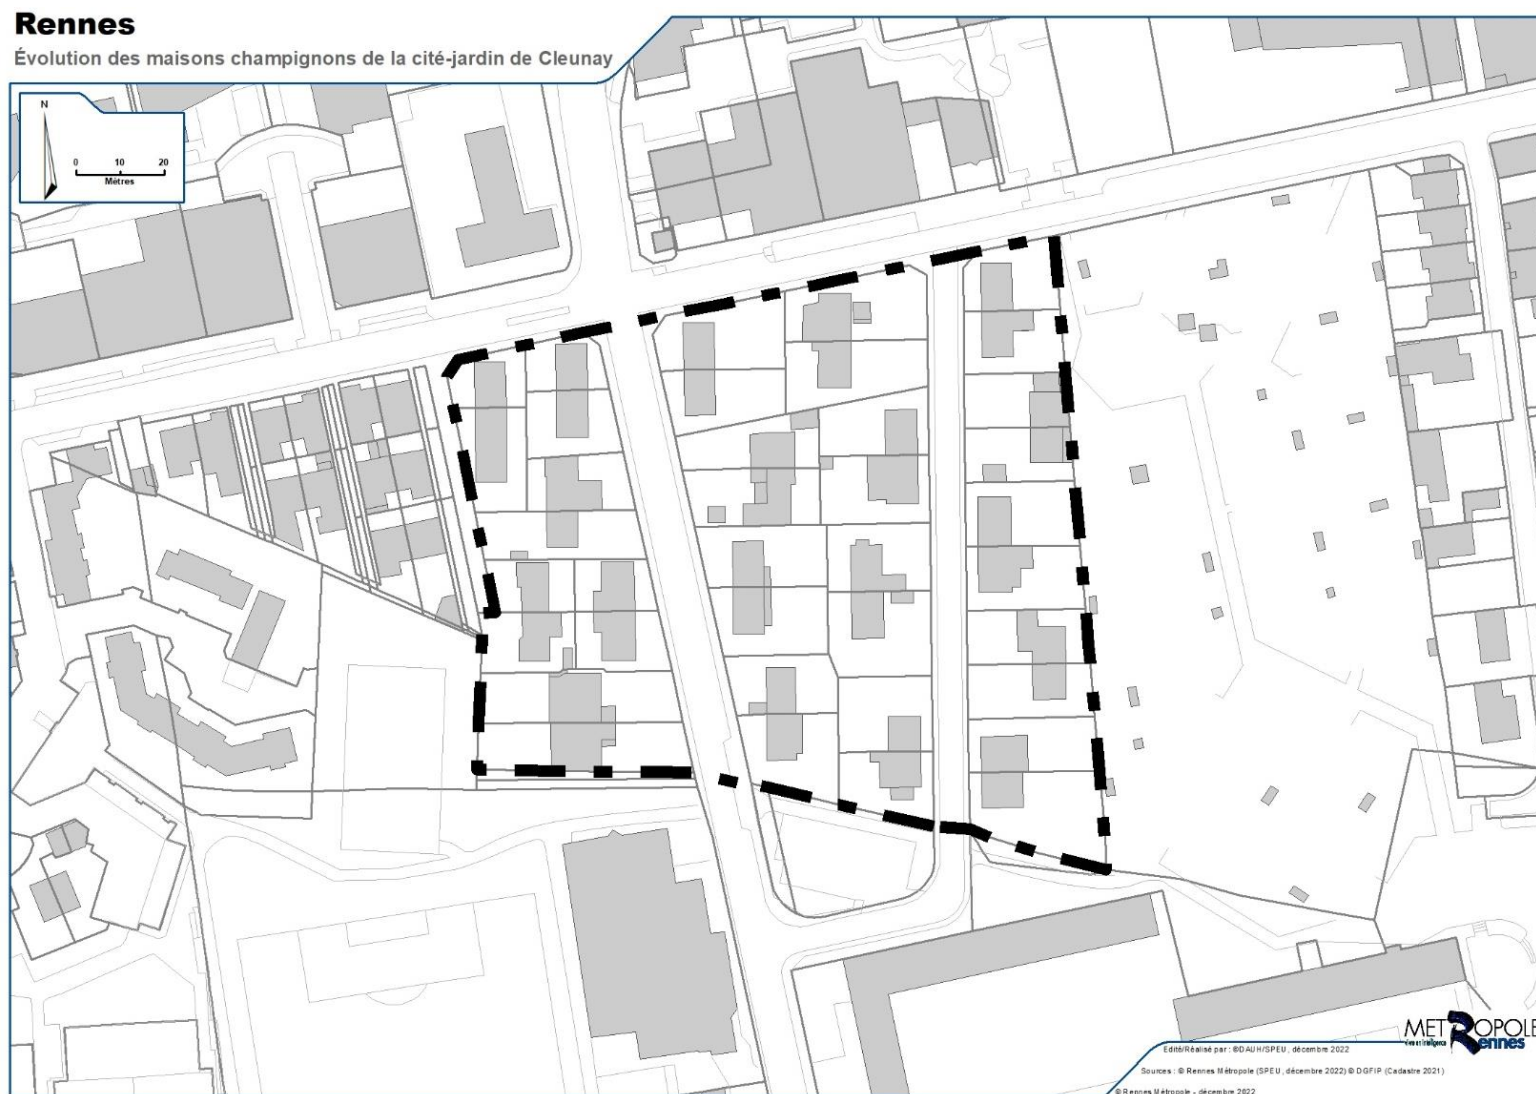 Rennes
Évolution des maisons champignons de la cité-jardin de Cleunay
N
0 10 20
Mètres
METROPOLE
Rennes
Edité/Réalisé par : ©DAUH/SPEU, décembre 2022
Sources : © Rennes Métropole (SPEU, décembre 2022) © DGFIP (Cadastre 2021)
© Rennes Métropole - décembre 2022